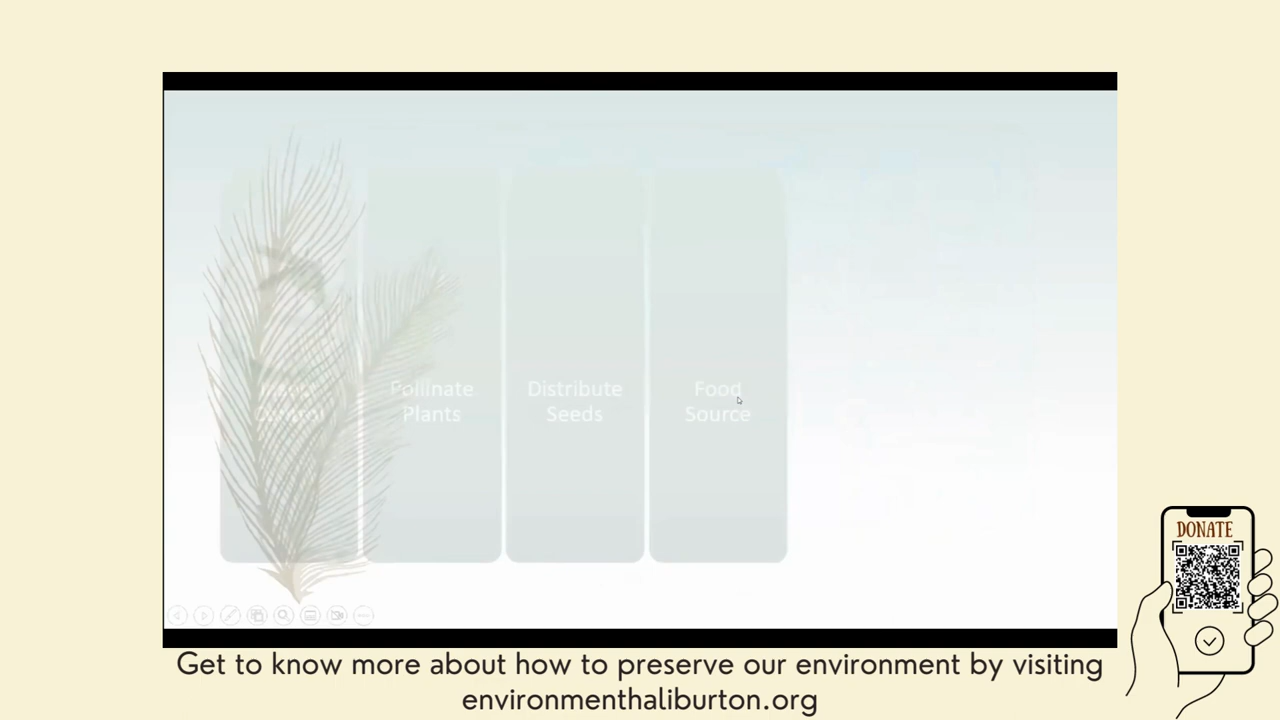 Control
Pollinate
Plants
Distribute
Seeds
Food
Source
DONATE
Get to know more about how to preserve our environment by visiting
environmenthaliburton.org